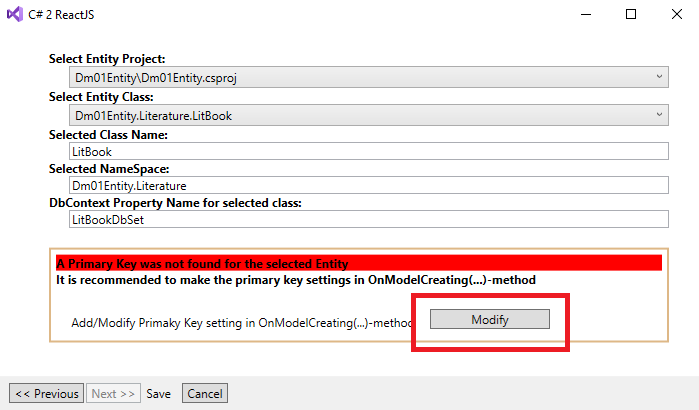 C# 2 ReactJS
Select Entity Project:
Dm01Entity\Dm01Entity.csproj
Select Entity Class:
Dm01Entity.Literature.LitBook
Selected Class Name:
LitBook
Selected NameSpace:
Dm01Entity.Literature
DbContext Property Name for selected class:
LitBookDbSet
A Primary Key was not found for the selected Entity
It is recommended to make the primary key settings in OnModelCreating(...)-method
Add/Modify Primaky Key setting in OnModelCreating(...)-method
Modify
<< Previous
Next >>
Save
Cancel